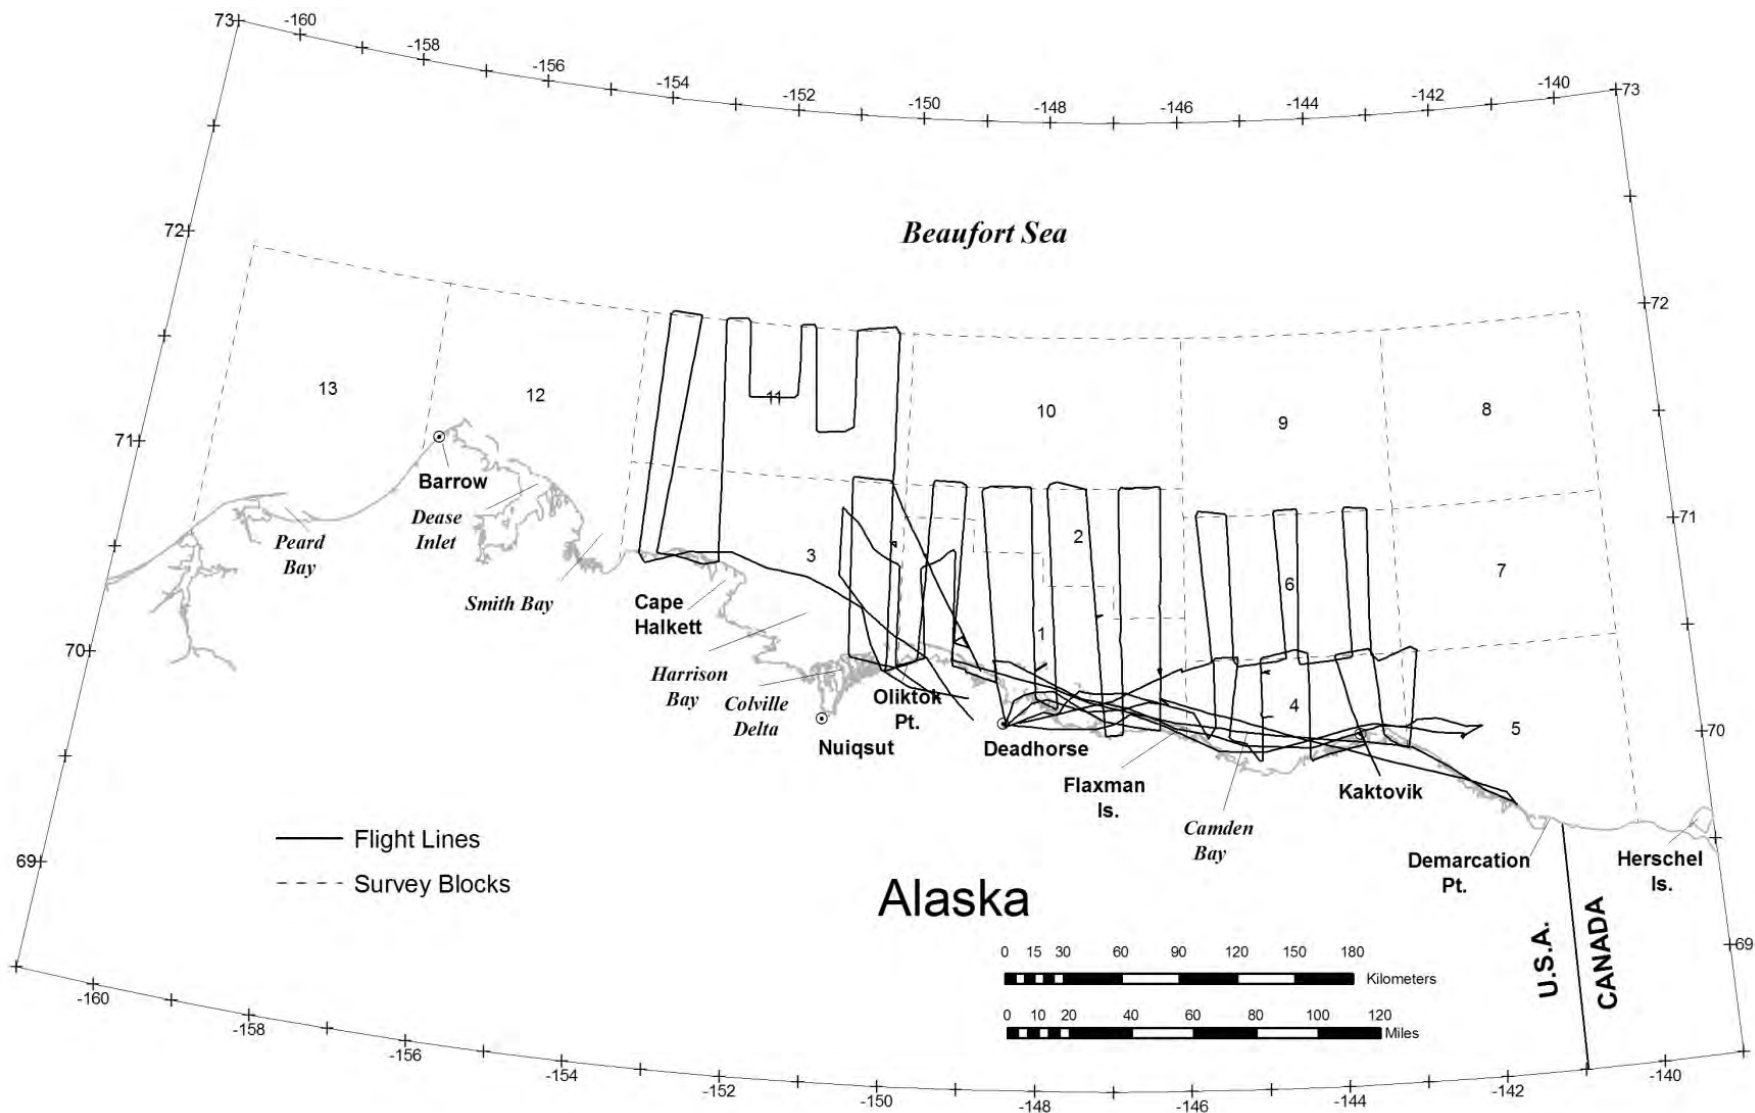 73
-160
-158
-156
-154
-152
-150
-148
-146
-144
-142
-140
73
72
Beaufort Sea
72
13
12
11
10
9
8
71
Barrow
Dease
Inlet
Peard
Bay
71
3
2
6
7
Smith Bay
Cape
Halkett
1
70
Harrison
Bay
Colville
Delta
Oliktok
Pt.
4
5
70
Nuiqsut
Deadhorse
Flaxman
Is.
Kaktovik
Camden
Bay
Demarcation
Pt.
Herschel
Is.
Flight Lines
69
Survey Blocks
Alaska
U.S.A.
CANADA
69
0 15 30 60 90 120 150 180
Kilometers
0 10 20 40 60 80 100 120
Miles
-160
-158
-156
-154
-152
-150
-148
-146
-144
-142
-140